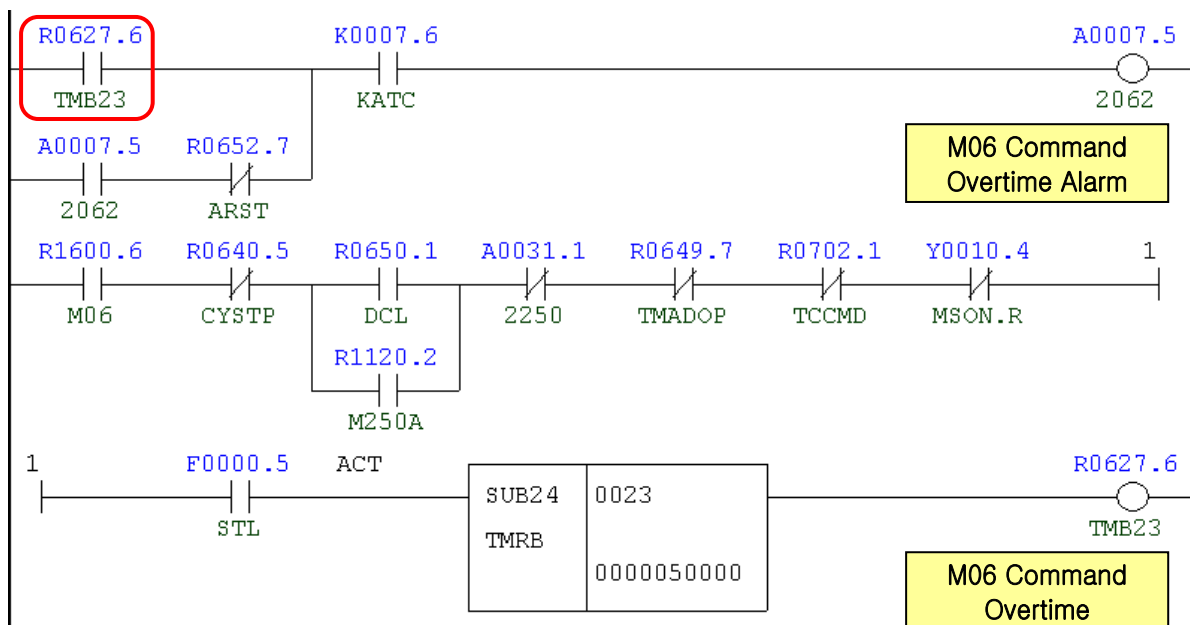 R0627.6 K0007.6 A0007.5
TMB23 KATC 2062
A0007.5 R0652.7
2062 ARST
M06 Command
Overtime Alarm
R1600.6 R0640.5 R0650.1 A0031.1 R0649.7 R0702.1 Y0010.4 1
M06 CYSTP DCL 2250 TMADOP TCCMD MSON.R
R1120.2
M250A
1 F0000.5 ACT R0627.6
STL SUB24 0023 TMB23
TMRB
0000050000
M06 Command
Overtime